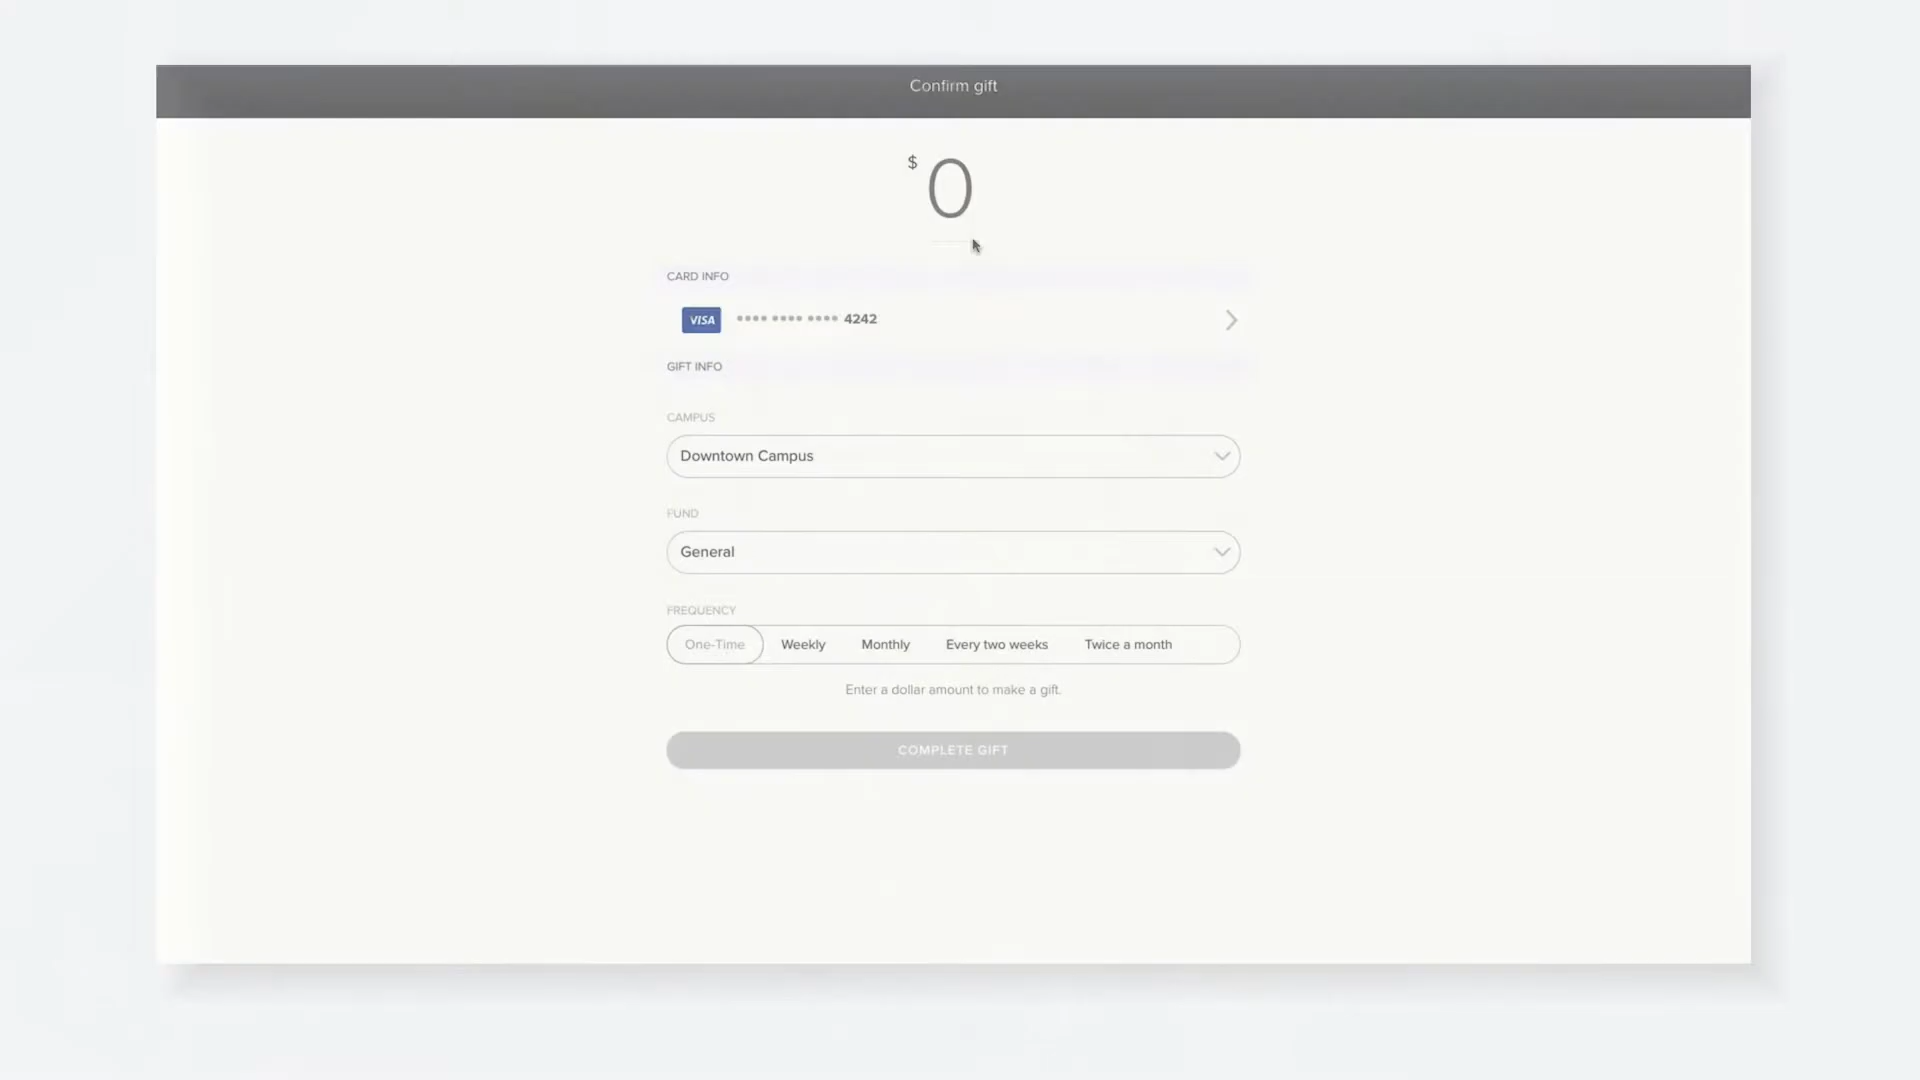 Confirm gift
$ 0
CARD INFO
VISA •••• •••• •••• 4242
GIFT INFO
CAMPUS
Downtown Campus
FUND
General
FREQUENCY
One-Time Weekly Monthly Every two weeks Twice a month
Enter a dollar amount to make a gift.
COMPLETE GIFT